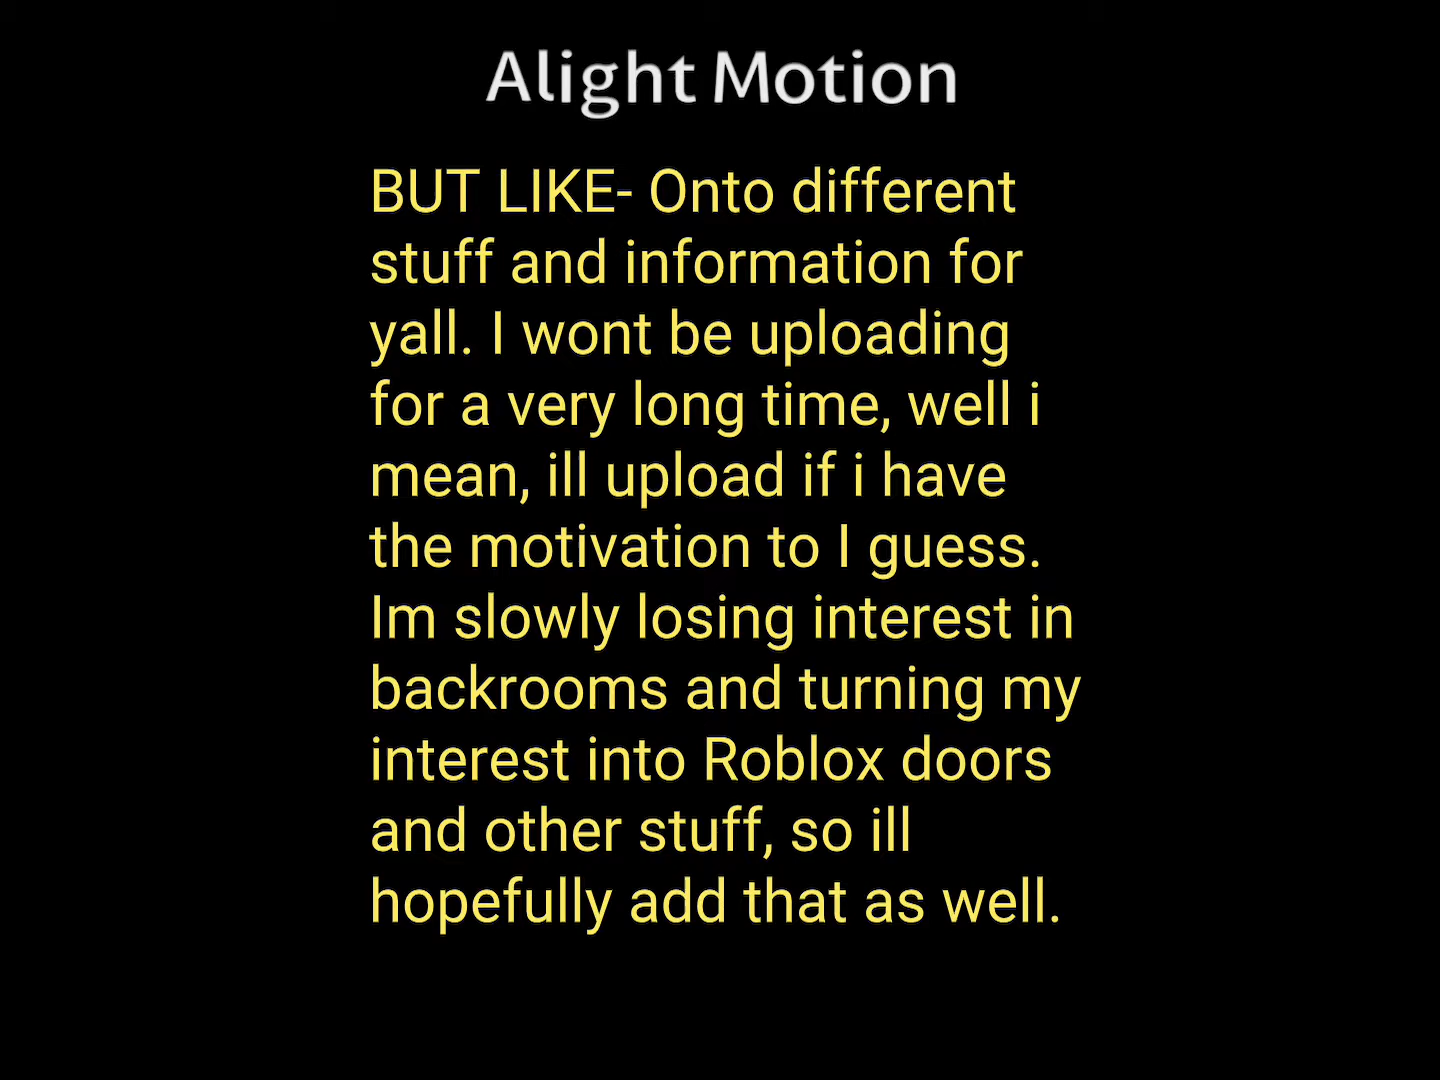 Alight Motion
BUT LIKE- Onto different
stuff and information for
yall. I wont be uploading
for a very long time, well i
mean, ill upload if i have
the motivation to I guess.
Im slowly losing interest in
backrooms and turning my
interest into Roblox doors
and other stuff, so ill
hopefully add that as well.